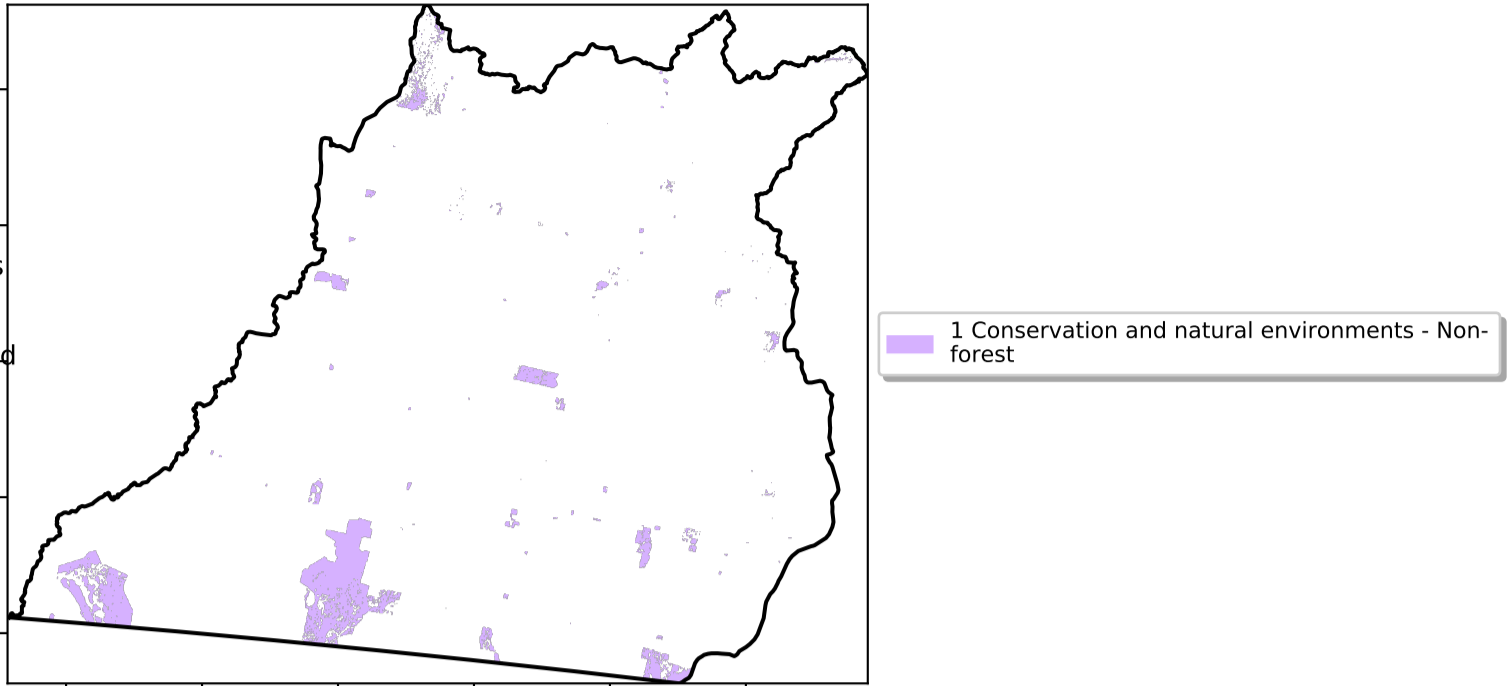 d
1 Conservation and natural environments - Non-
forest